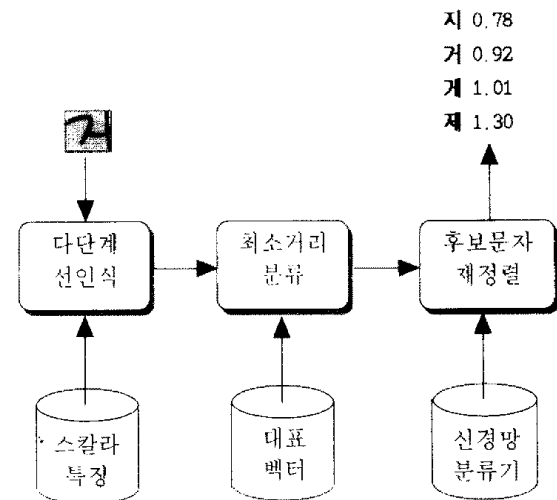 지 0.78
거 0.92
게 1.01
제 1.30
거
다단계
선인식
최소거리
분류
후보문자
재정렬
스칼라
특징
대표
벡터
신경망
분류기